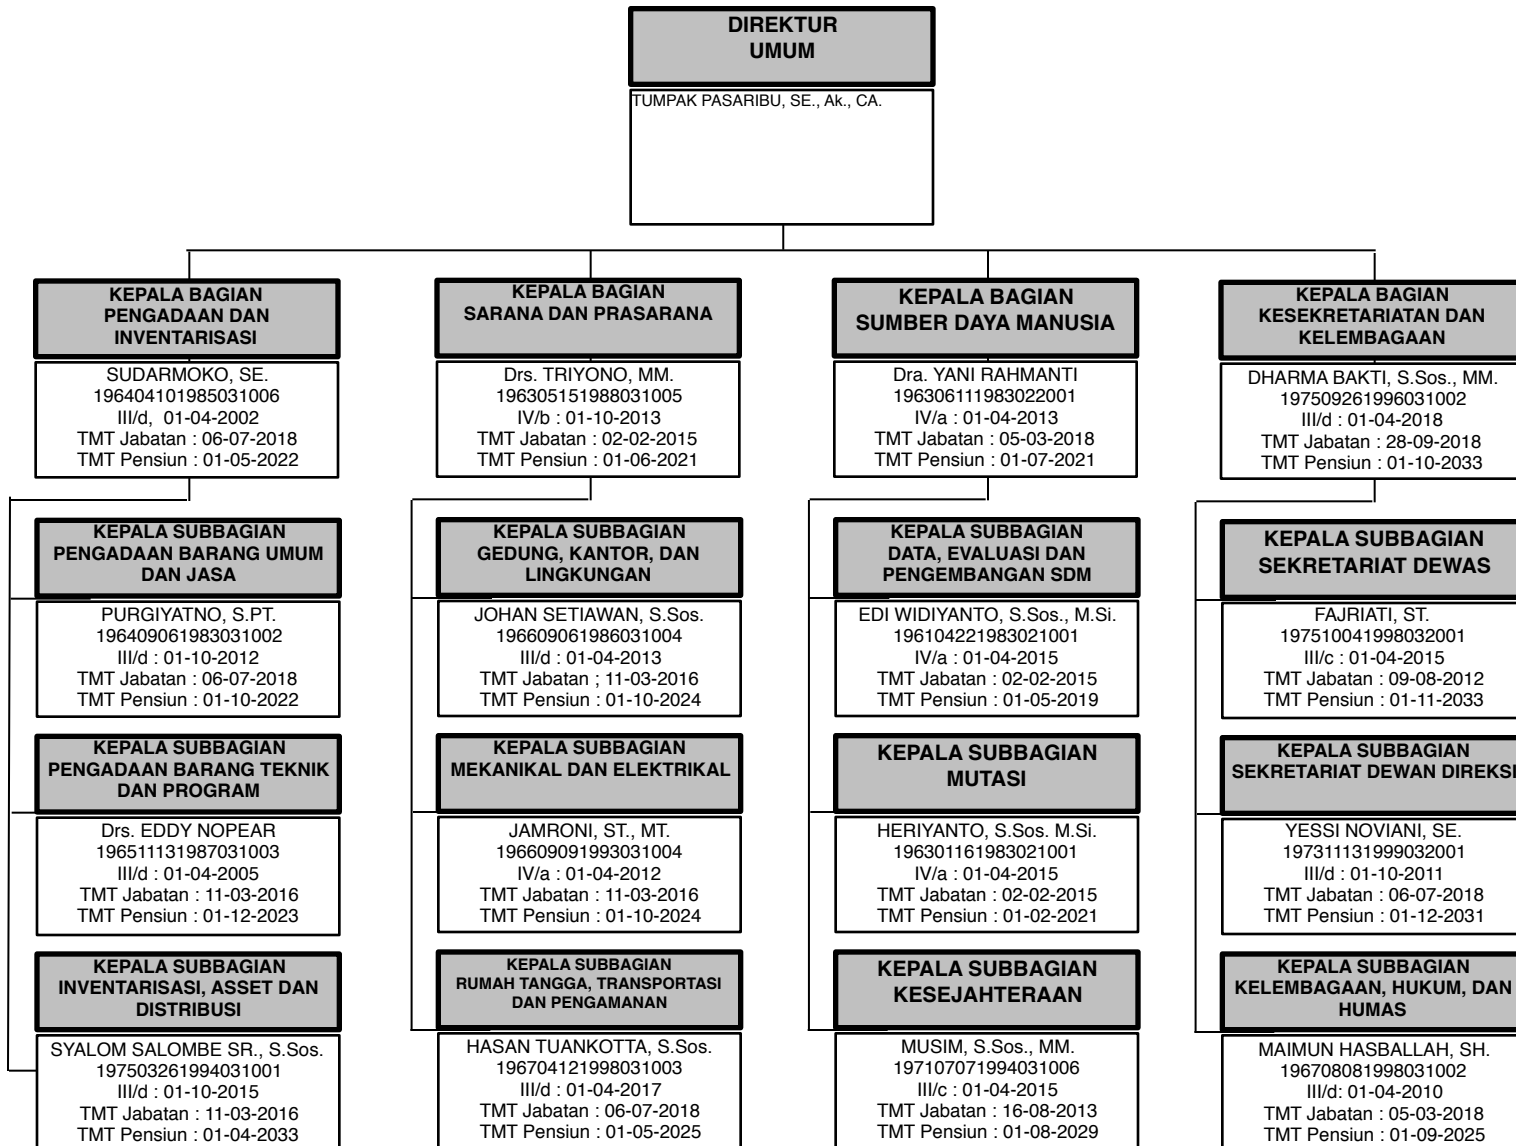 DIREKTUR
UMUM
TUMPAK PASARIBU, SE., Ak., CA.
KEPALA BAGIAN
PENGADAAN DAN
INVENTARISASI
SUDARMOKO, SE.
196404101985031006
III/d,  01-04-2002
TMT Jabatan : 06-07-2018
TMT Pensiun : 01-05-2022
KEPALA SUBBAGIAN
PENGADAAN BARANG UMUM
DAN JASA
PURGIYATNO, S.PT.
196409061983031002
III/d : 01-10-2012
TMT Jabatan : 06-07-2018
TMT Pensiun : 01-10-2022
KEPALA SUBBAGIAN
PENGADAAN BARANG TEKNIK
DAN PROGRAM
Drs. EDDY NOPEAR
196511131987031003
III/d : 01-04-2005
TMT Jabatan : 11-03-2016
TMT Pensiun : 01-12-2023
KEPALA SUBBAGIAN
INVENTARISASI, ASSET DAN
DISTRIBUSI
SYALOM SALOMBE SR., S.Sos.
197503261994031001
III/d : 01-10-2015
TMT Jabatan : 11-03-2016
TMT Pensiun : 01-04-2033
KEPALA BAGIAN
SARANA DAN PRASARANA
Drs. TRIYONO, MM.
196305151988031005
IV/b : 01-10-2013
TMT Jabatan : 02-02-2015
TMT Pensiun : 01-06-2021
KEPALA SUBBAGIAN
GEDUNG, KANTOR, DAN
LINGKUNGAN
JOHAN SETIAWAN, S.Sos.
196609061986031004
III/d : 01-04-2013
TMT Jabatan ; 11-03-2016
TMT Pensiun : 01-10-2024
KEPALA SUBBAGIAN
MEKANIKAL DAN ELEKTRIKAL
JAMRONI, ST., MT.
196609091993031004
IV/a : 01-04-2012
TMT Jabatan : 11-03-2016
TMT Pensiun : 01-10-2024
KEPALA SUBBAGIAN
RUMAH TANGGA, TRANSPORTASI
DAN PENGAMANAN
HASAN TUANKOTTA, S.Sos.
196704121998031003
III/d : 01-04-2017
TMT Jabatan : 06-07-2018
TMT Pensiun : 01-05-2025
KEPALA BAGIAN
SUMBER DAYA MANUSIA
Dra. YANI RAHMANTI
196306111983022001
IV/a : 01-04-2013
TMT Jabatan : 05-03-2018
TMT Pensiun : 01-07-2021
KEPALA SUBBAGIAN
DATA, EVALUASI DAN
PENGEMBANGAN SDM
EDI WIDIYANTO, S.Sos., M.Si.
196104221983021001
IV/a : 01-04-2015
TMT Jabatan : 02-02-2015
TMT Pensiun : 01-05-2019
KEPALA SUBBAGIAN
MUTASI
HERIYANTO, S.Sos. M.Si.
196301161983021001
IV/a : 01-04-2015
TMT Jabatan : 02-02-2015
TMT Pensiun : 01-02-2021
KEPALA SUBBAGIAN
KESEJAHTERAAN
MUSIM, S.Sos., MM.
197107071994031006
III/c : 01-04-2015
TMT Jabatan : 16-08-2013
TMT Pensiun : 01-08-2029
KEPALA BAGIAN
KESEKRETARIATAN DAN
KELEMBAGAAN
DHARMA BAKTI, S.Sos., MM.
197509261996031002
III/d : 01-04-2018
TMT Jabatan : 28-09-2018
TMT Pensiun : 01-10-2033
KEPALA SUBBAGIAN
SEKRETARIAT DEWAS
FAJRIATI, ST.
197510041998032001
III/c : 01-04-2015
TMT Jabatan : 09-08-2012
TMT Pensiun : 01-11-2033
KEPALA SUBBAGIAN
SEKRETARIAT DEWAN DIREKSI
YESSI NOVIANI, SE.
197311131999032001
III/d : 01-10-2011
TMT Jabatan : 06-07-2018
TMT Pensiun : 01-12-2031
KEPALA SUBBAGIAN
KELEMBAGAAN, HUKUM, DAN
HUMAS
MAIMUN HASBALLAH, SH.
196708081998031002
III/d: 01-04-2010
TMT Jabatan : 05-03-2018
TMT Pensiun : 01-09-2025